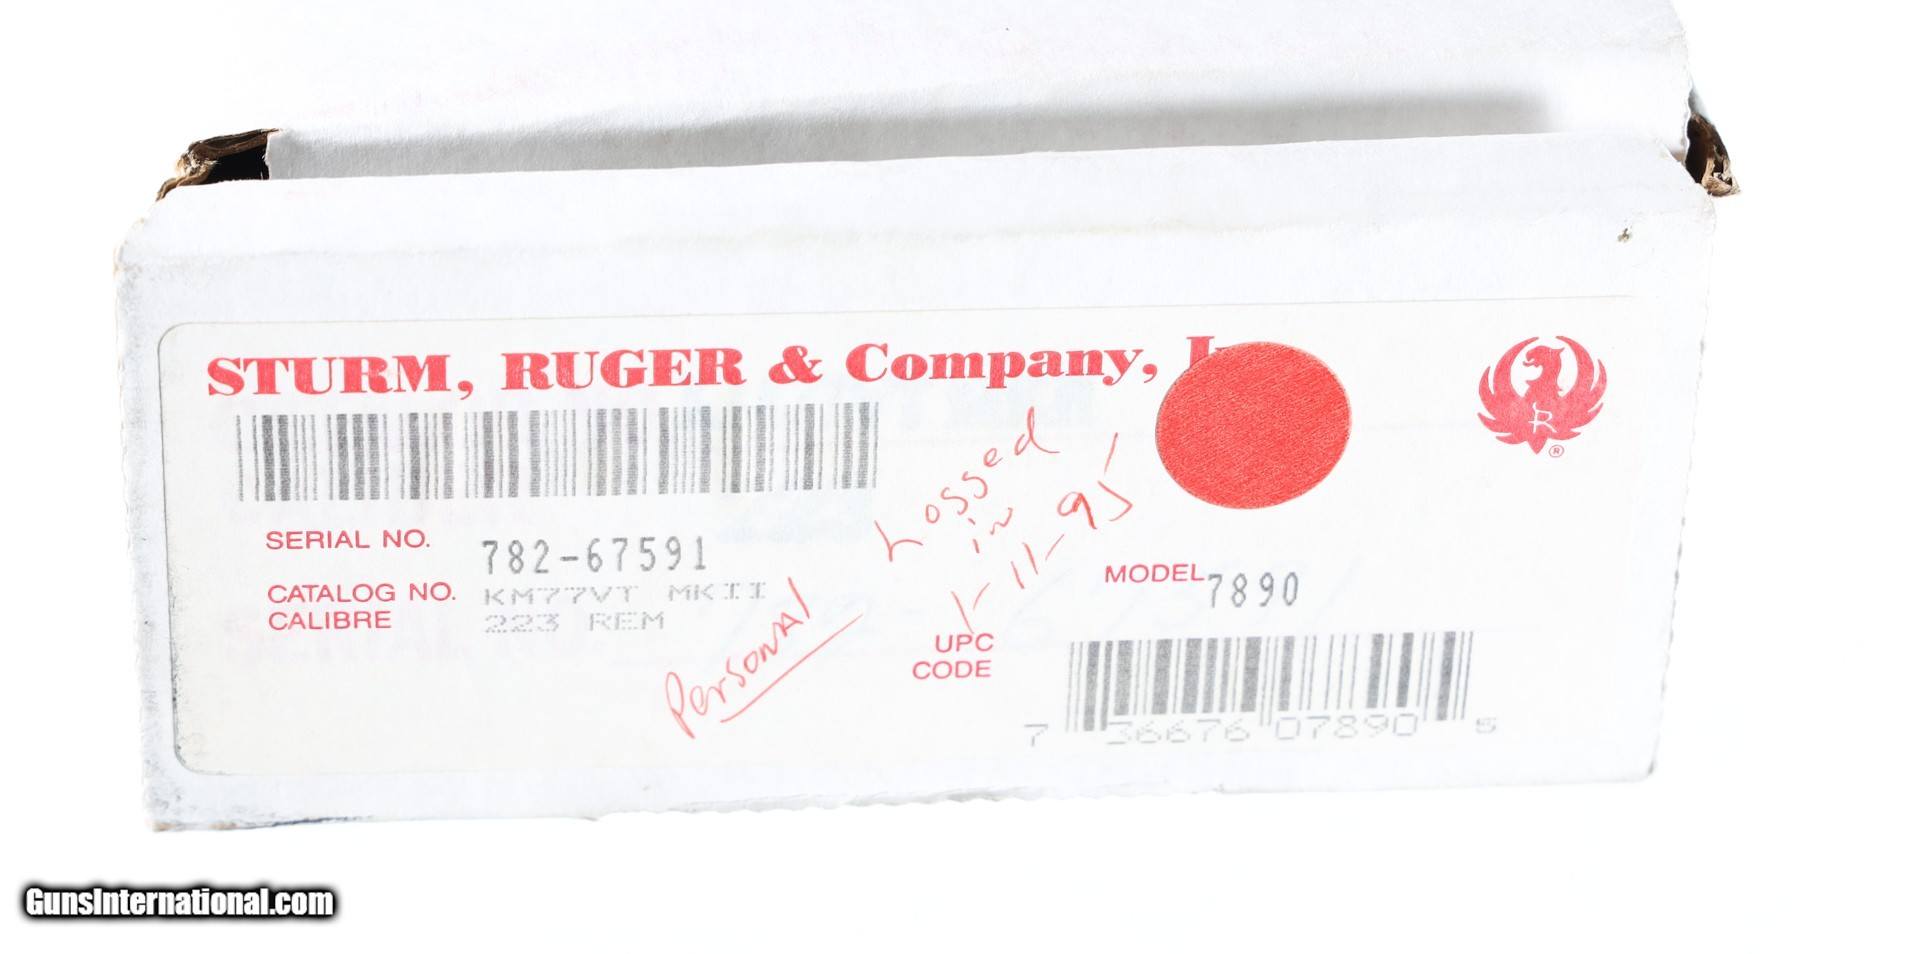 STURM, RUGER & Company, I
R
®
SERIAL NO. 782-67591
CATALOG NO. KM77VT MKII
CALIBRE 223 REM
Personal
Lossed
in
1-11-95
MODEL 7890
UPC
CODE
7 36676 07890 5
GunsInternational.com